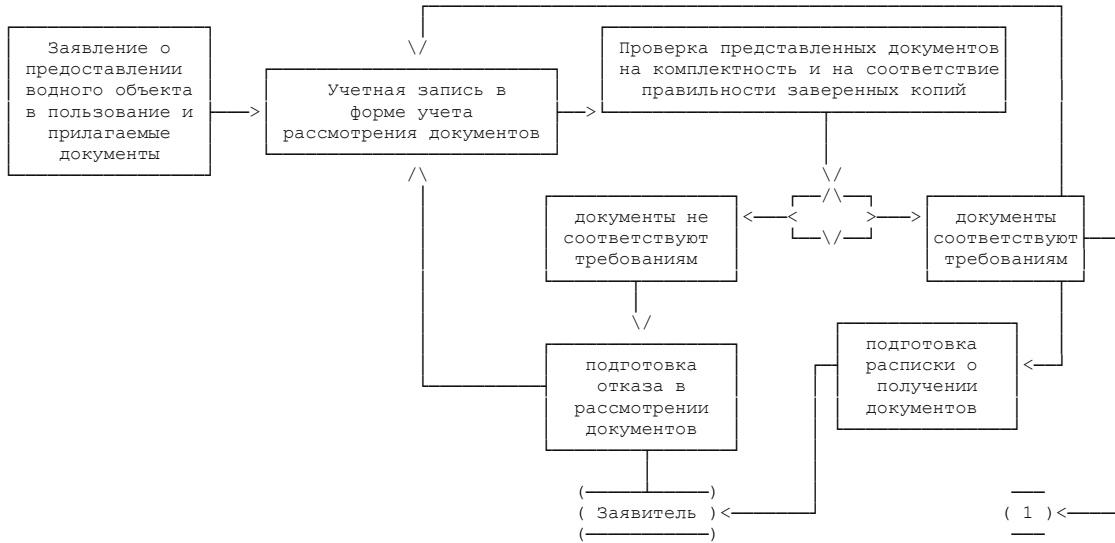 Заявление о
предоставлении
водного объекта
в пользование и
прилагаемые
документы
Учетная запись в
форме учета
рассмотрения документов
Проверка представленных документов
на комплектность и на соответствие
правильности заверенных копий
документы не
соответствуют
требованиям
документы
соответствуют
требованиям
подготовка
отказа в
рассмотрении
документов
подготовка
расписки о
получении
документов
( Заявитель )
( 1 )